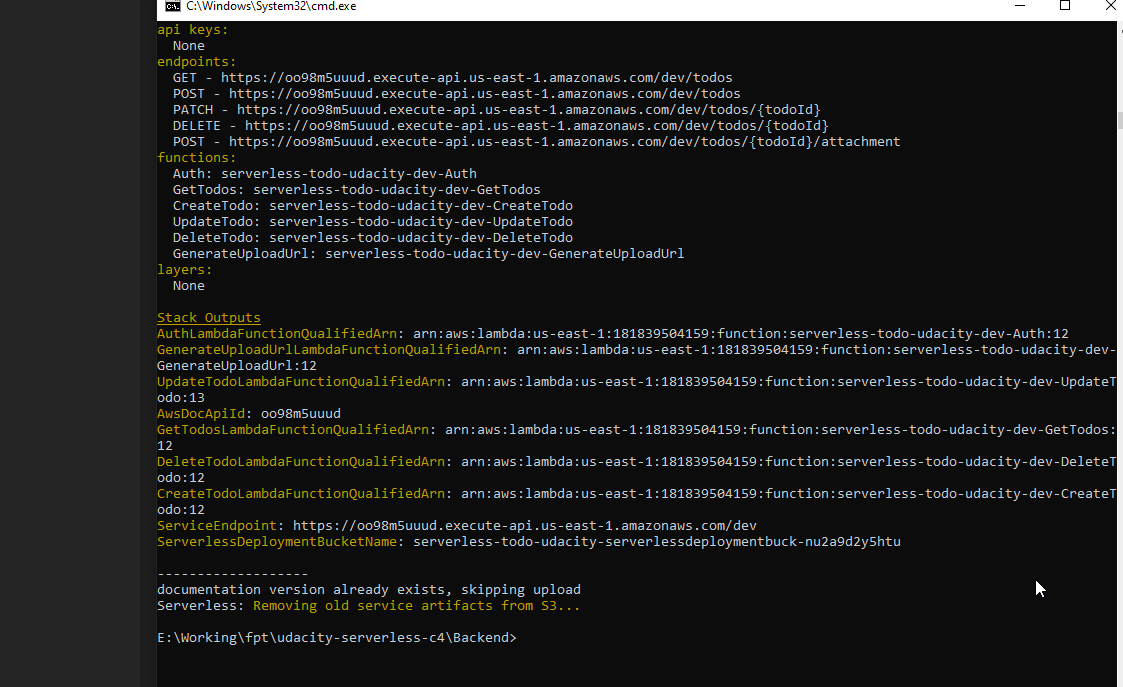 C:\Windows\System32\cmd.exe
api keys:
None
endpoints:
GET - https://oo98m5uuud.execute-api.us-east-1.amazonaws.com/dev/todos
POST - https://oo98m5uuud.execute-api.us-east-1.amazonaws.com/dev/todos
PATCH - https://oo98m5uuud.execute-api.us-east-1.amazonaws.com/dev/todos/{todoId}
DELETE - https://oo98m5uuud.execute-api.us-east-1.amazonaws.com/dev/todos/{todoId}
POST - https://oo98m5uuud.execute-api.us-east-1.amazonaws.com/dev/todos/{todoId}/attachment
functions:
Auth: serverless-todo-udacity-dev-Auth
GetTodos: serverless-todo-udacity-dev-GetTodos
CreateTodo: serverless-todo-udacity-dev-CreateTodo
UpdateTodo: serverless-todo-udacity-dev-UpdateTodo
DeleteTodo: serverless-todo-udacity-dev-DeleteTodo
GenerateUploadUrl: serverless-todo-udacity-dev-GenerateUploadUrl
layers:
None
Stack Outputs
AuthLambdaFunctionQualifiedArn: arn:aws:lambda:us-east-1:181839504159:function:serverless-todo-udacity-dev-Auth:12
GenerateUploadUrlLambdaFunctionQualifiedArn: arn:aws:lambda:us-east-1:181839504159:function:serverless-todo-udacity-dev-
GenerateUploadUrl:12
UpdateTodoLambdaFunctionQualifiedArn: arn:aws:lambda:us-east-1:181839504159:function:serverless-todo-udacity-dev-UpdateT
odo:13
AwsDocApiId: oo98m5uuud
GetTodosLambdaFunctionQualifiedArn: arn:aws:lambda:us-east-1:181839504159:function:serverless-todo-udacity-dev-GetTodos:
12
DeleteTodoLambdaFunctionQualifiedArn: arn:aws:lambda:us-east-1:181839504159:function:serverless-todo-udacity-dev-DeleteT
odo:12
CreateTodoLambdaFunctionQualifiedArn: arn:aws:lambda:us-east-1:181839504159:function:serverless-todo-udacity-dev-CreateT
odo:12
ServiceEndpoint: https://oo98m5uuud.execute-api.us-east-1.amazonaws.com/dev
ServerlessDeploymentBucketName: serverless-todo-udacity-serverlessdeploymentbuck-nu2a9d2y5htu
-------------------
documentation version already exists, skipping upload
Serverless: Removing old service artifacts from S3...
E:\Working\fpt\udacity-serverless-c4\Backend>